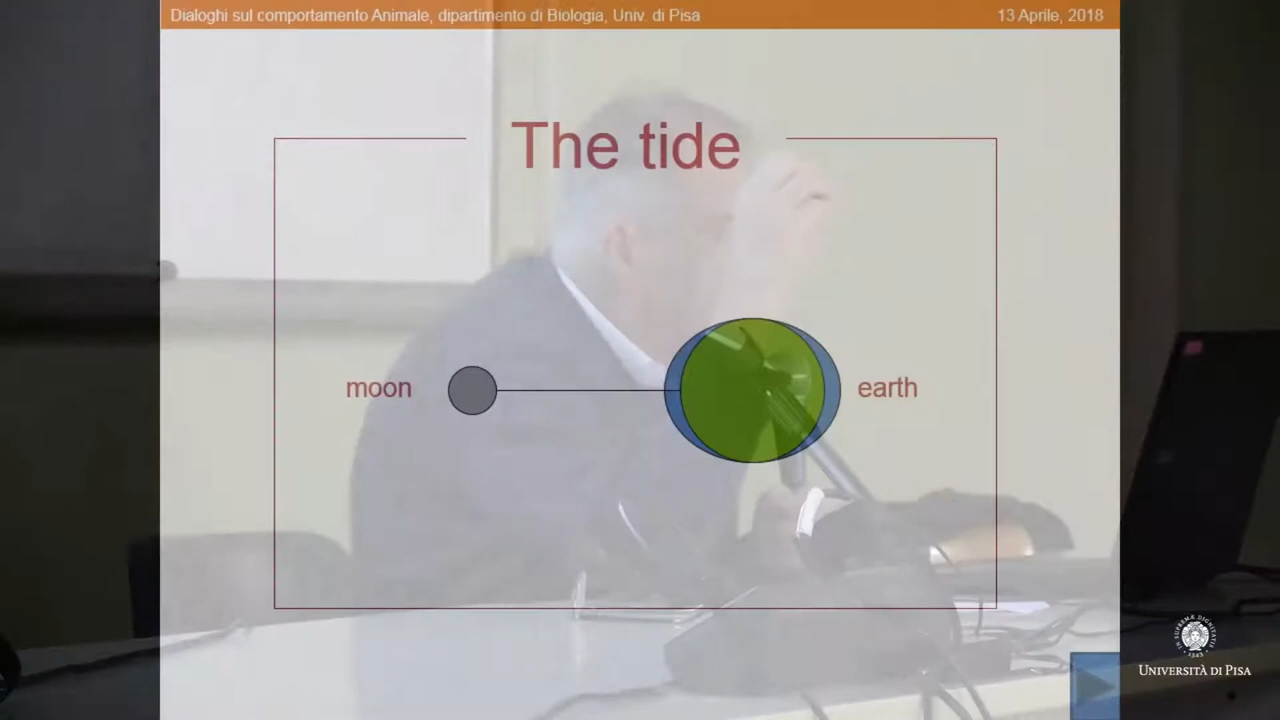 Dialoghi sul comportamento Animale, dipartimento di Biologia, Univ. di Pisa
13 Aprile, 2018
The tide
moon
earth
UNIVERSITÀ DI PISA